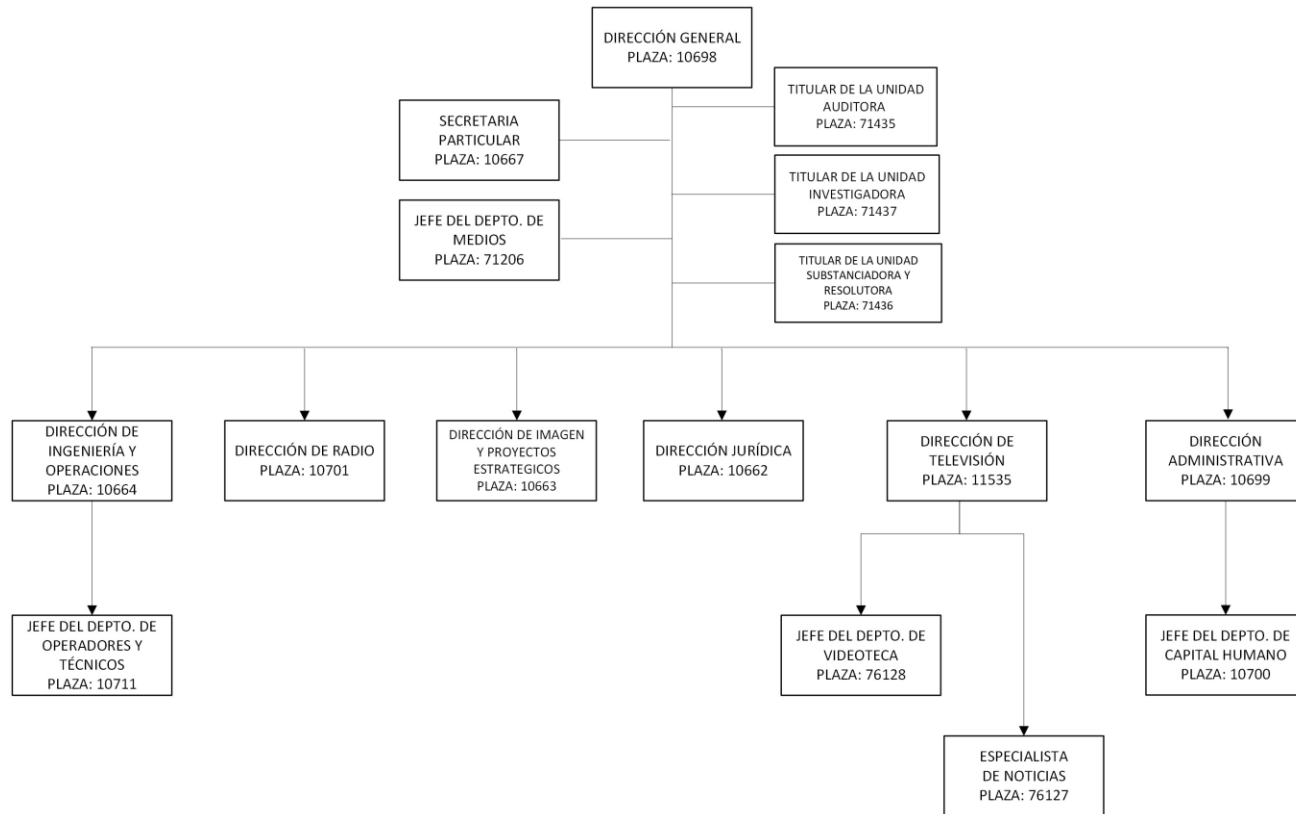 DIRECCIÓN GENERAL
PLAZA: 10698
TITULAR DE LA UNIDAD
AUDITORA
PLAZA: 71435
SECRETARIA
PARTICULAR
PLAZA: 10667
TITULAR DE LA UNIDAD
INVESTIGADORA
PLAZA: 71437
JEFE DEL DEPTO. DE
MEDIOS
PLAZA: 71206
TITULAR DE LA UNIDAD
SUBSTANCIADORA Y
RESOLUTORA
PLAZA: 71436
DIRECCIÓN DE
INGENIERÍA Y
OPERACIONES
PLAZA: 10664
DIRECCIÓN DE RADIO
PLAZA: 10701
DIRECCIÓN DE IMAGEN
Y PROYECTOS
ESTRATEGICOS
PLAZA: 10663
DIRECCIÓN JURÍDICA
PLAZA: 10662
DIRECCIÓN DE
TELEVISIÓN
PLAZA: 11535
DIRECCIÓN
ADMINISTRATIVA
PLAZA: 10699
JEFE DEL DEPTO. DE
OPERADORES Y
TÉCNICOS
PLAZA: 10711
JEFE DEL DEPTO. DE
VIDEOTECA
PLAZA: 76128
JEFE DEL DEPTO. DE
CAPITAL HUMANO
PLAZA: 10700
ESPECIALISTA
DE NOTICIAS
PLAZA: 76127